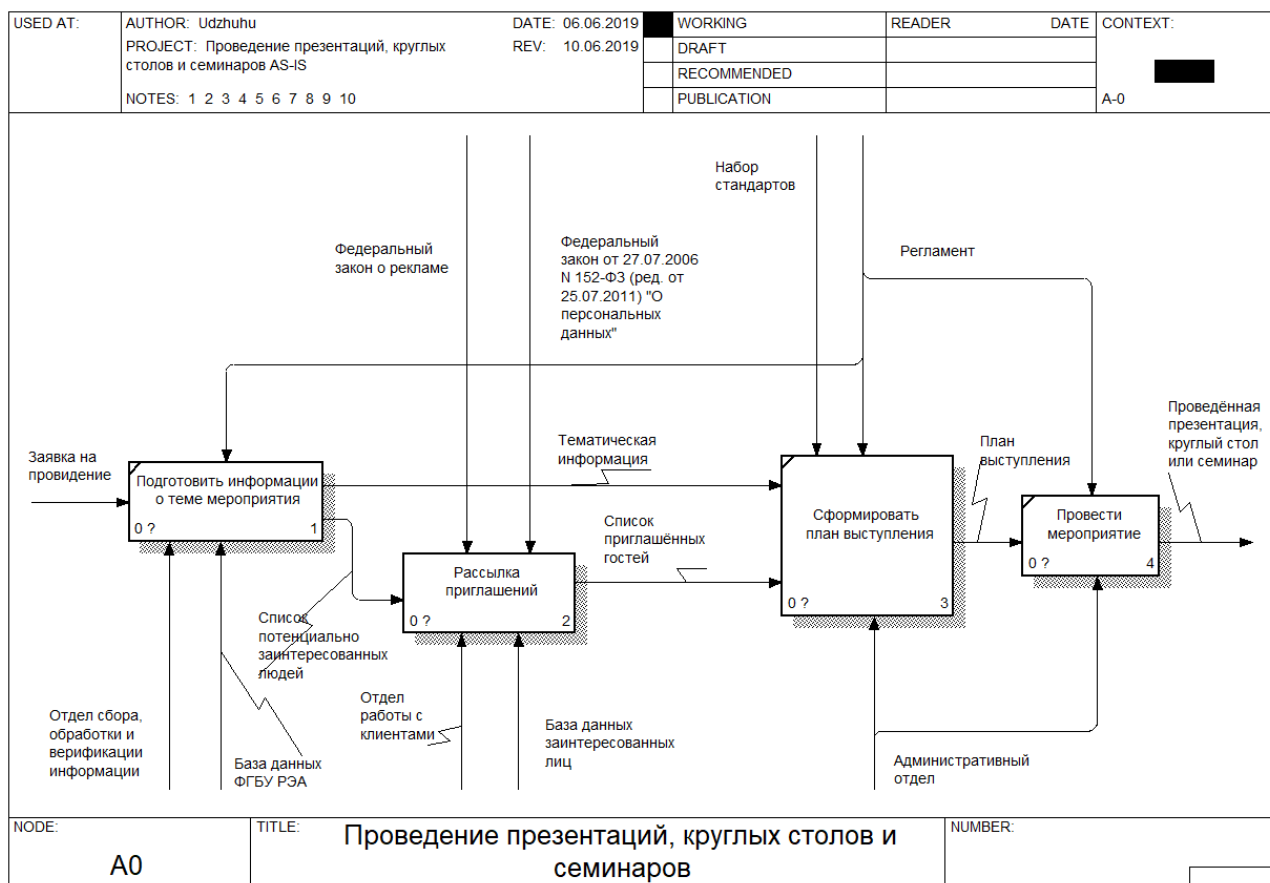 USED AT:
AUTHOR: Udzhuhu
DATE: 06.06.2019
REV: 10.06.2019
PROJECT: Проведение презентаций, круглых
столов и семинаров AS-IS
NOTES: 1 2 3 4 5 6 7 8 9 10
WORKING
DRAFT
RECOMMENDED
PUBLICATION
READER
DATE
CONTEXT:
A-0
Набор
стандартов
Федеральный
закон о рекламе
Федеральный
закон от 27.07.2006
N 152-ФЗ (ред. от
25.07.2011) "О
персональных
данных"
Регламент
Заявка на
провидение
Подготовить информации
о теме мероприятия
0 ?
1
Тематическая
информация
Список
приглашённых
гостей
Рассылка
приглашений
0 ?
2
Сформировать
план выступления
0 ?
3
План
выступления
Провести
мероприятие
0 ?
4
Проведённая
презентация,
круглый стол
или семинар
Список
потенциально
заинтересованных
людей
Отдел сбора,
обработки и
верификации
информации
База данных
ФГБУ РЭА
Отдел
работы с
клиентами
База данных
заинтересованных
лиц
Административный
отдел
NODE:
A0
TITLE:
Проведение презентаций, круглых столов и
семинаров
NUMBER: